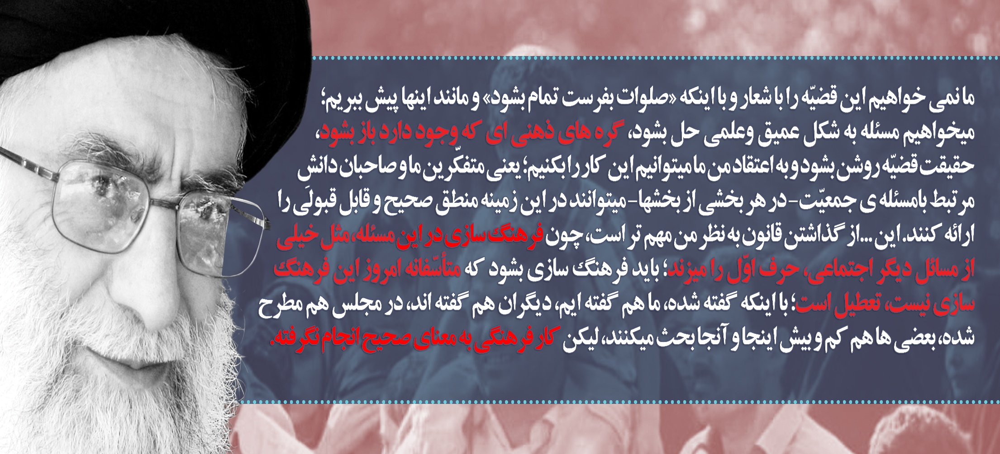 ما نمی خواهیم این قضیّه را با شعار و با اینکه «صلوات بفرست تمام بشود» و مانند اینها پیش ببریم؛
میخواهیم مسئله به شکل عمیق وعلمی حل بشود، گره های ذهنی ای که وجود دارد باز بشود،
حقیقت قضیّه روشن بشود و به اعتقاد من ما میتوانیم این کار را بکنیم؛ یعنی متفکّرین ما و صاحبان دانشِ
مرتبط بامسئله ی جمعیّت- در هر بخشی از بخشها- میتوانند در این زمینه منطق صحیح و قابل قبولَی را
ارائه کنند. این ...از گذاشتن قانون به نظر من مهم تر است، چون فرهنگ سازی در این مسئله، مثل خیلی
از مسائل دیگر اجتماعی، حرف اوّل را میزند؛ باید فرهنگ سازی بشود که متأسّفانه امروز این فرهنگ
سازی نیست، تعطیل است؛ با اینکه گفته شده، ما هم گفته ایم، دیگران هم گفته اند، در مجلس هم مطرح
شده، بعضی ها هم کم و بیش اینجا و آنجا بحث میکنند، لیکن کار فرهنگی به معنای صحیح انجام نگرفته.